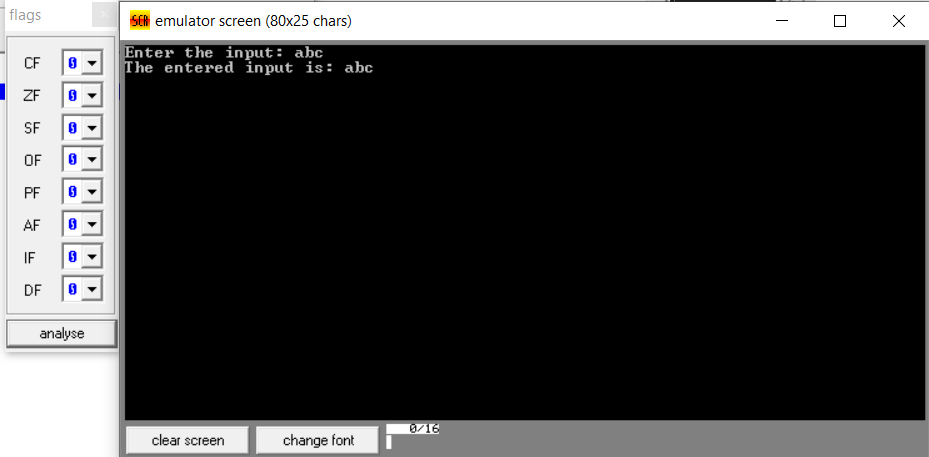 flags
CF 0
ZF 0
SF 0
OF 0
PF 0
AF 0
IF 0
DF 0
analyse
SCR emulator screen (80x25 chars)
Enter the input: abc
The entered input is: abc
clear screen
change font
0/16